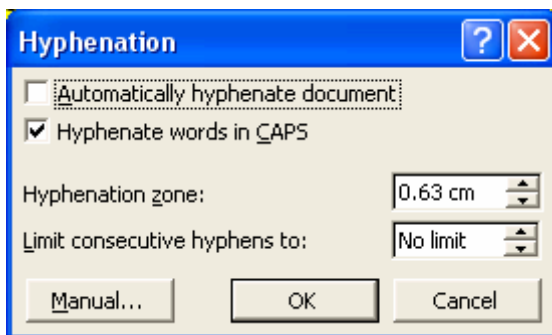 Hyphenation
Automatically hyphenate document
Hyphenate words in CAPS
Hyphenation zone: 0.63 cm
Limit consecutive hyphens to: No limit
Manual... OK Cancel